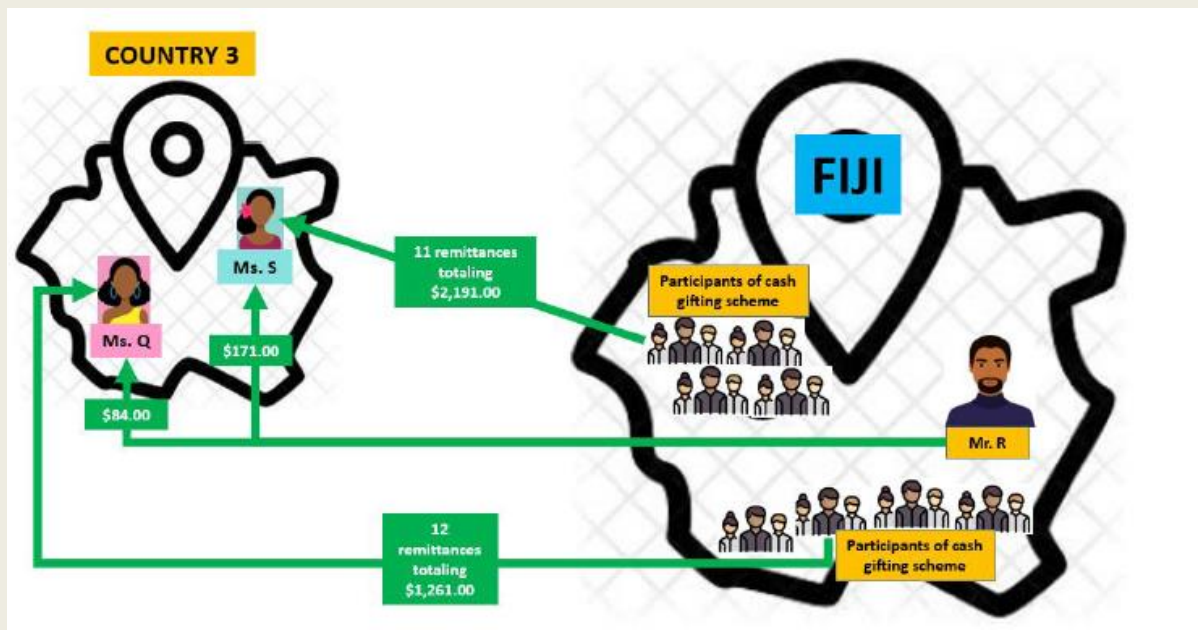 COUNTRY 3
FIJI
Ms. S
11 remittances
totaling
$2,191.00
Participants of cash
gifting scheme
Ms. Q
$171.00
$84.00
Mr. R
12
remittances
totaling
$1,261.00
Participants of cash
gifting scheme